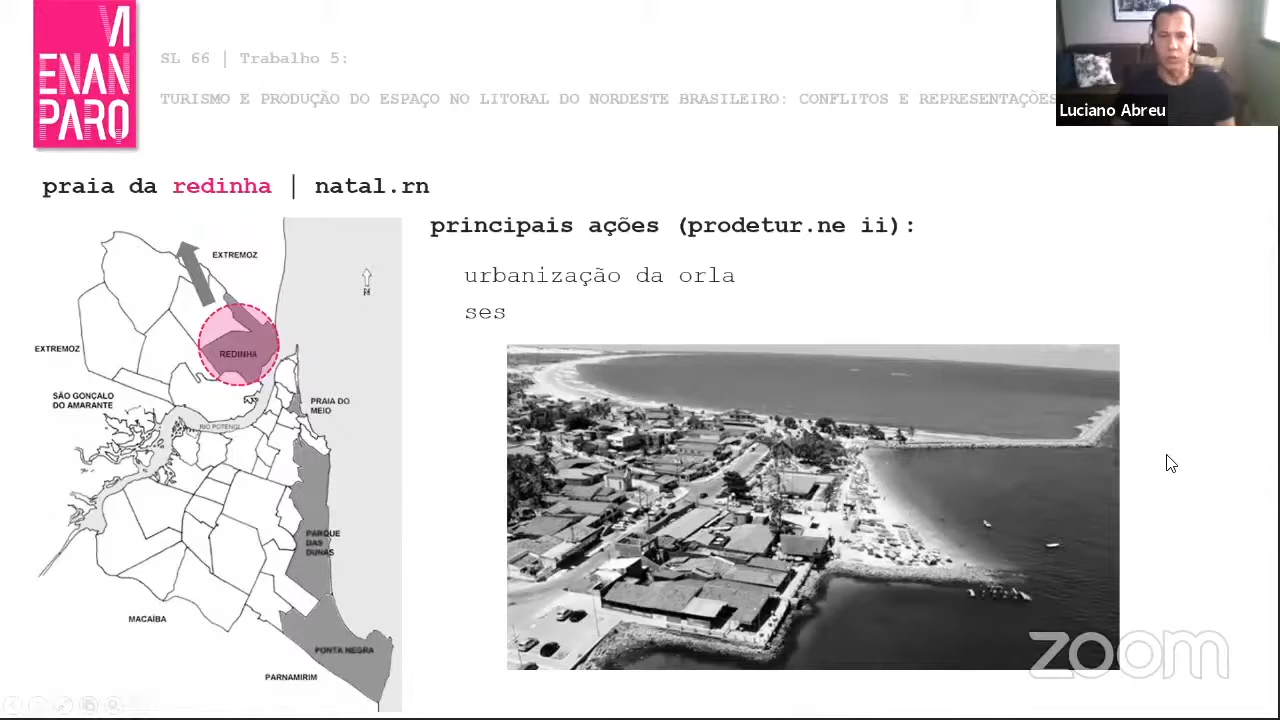 VI
ENAN
PARQ
SL 66 | Trabalho 5:
TURISMO E PRODUÇÃO DO ESPAÇO NO LITORAL DO NORDESTE BRASILEIRO: CONFLITOS E REPRESENTAÇÕES
Luciano Abreu
praia da redinha | natal.rn
principais ações (prodetur.ne ii):
urbanização da orla
ses
EXTREMOZ
N
EXTREMOZ
REDINHA
SÃO GONÇALO
DO AMARANTE
PRAIA DO
MEIO
RIO POTENGI
PARQUE
DAS
DUNAS
MACAÍBA
PONTA NEGRA
PARNAMIRIM
zoom